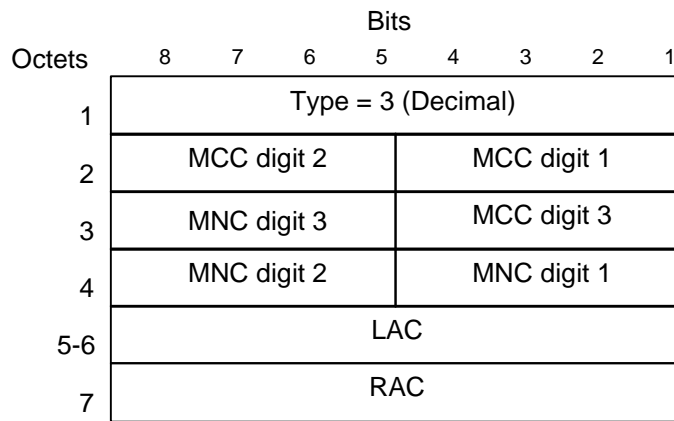 Bits
Octets 8 7 6 5 4 3 2 1
1 Type = 3 (Decimal)
2 MCC digit 2 MCC digit 1
3 MNC digit 3 MCC digit 3
4 MNC digit 2 MNC digit 1
5-6 LAC
7 RAC